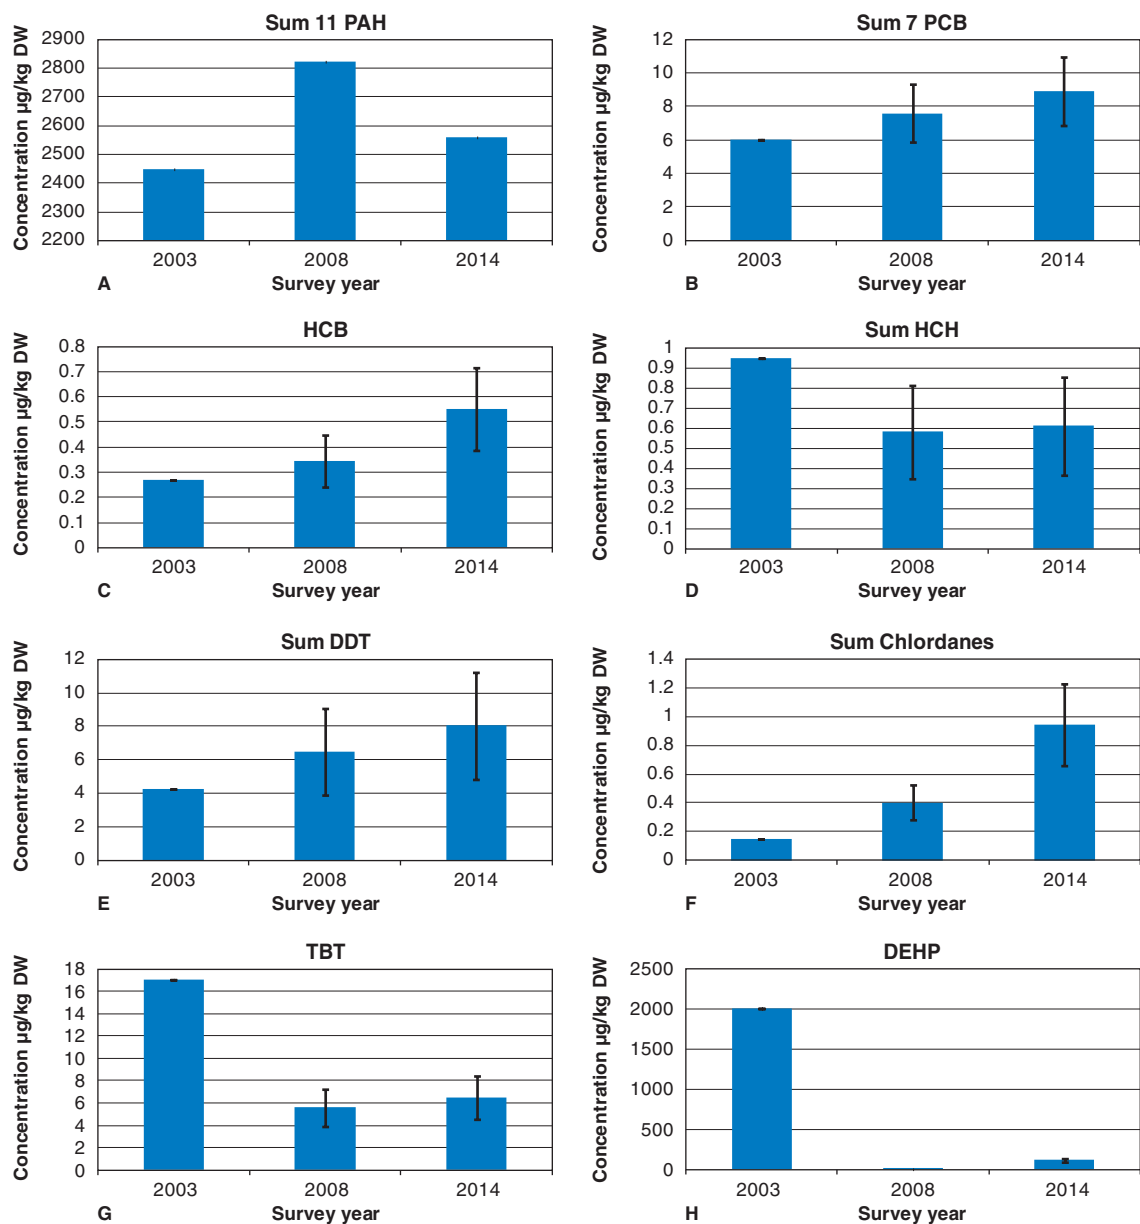 Sum 11 PAH
Concentration µg/kg DW
2900
2800
2700
2600
2500
2400
2300
2200
2003 2008 2014
A Survey year
Sum 7 PCB
Concentration µg/kg DW
12
10
8
6
4
2
0
2003 2008 2014
B Survey year
HCB
Concentration µg/kg DW
0.8
0.7
0.6
0.5
0.4
0.3
0.2
0.1
0
2003 2008 2014
C Survey year
Sum HCH
Concentration µg/kg DW
1
0.9
0.8
0.7
0.6
0.5
0.4
0.3
0.2
0.1
0
2003 2008 2014
D Survey year
Sum DDT
Concentration µg/kg DW
12
10
8
6
4
2
0
2003 2008 2014
E Survey year
Sum Chlordanes
Concentration µg/kg DW
1.4
1.2
1
0.8
0.6
0.4
0.2
0
2003 2008 2014
F Survey year
TBT
Concentration µg/kg DW
18
16
14
12
10
8
6
4
2
0
2003 2008 2014
G Survey year
DEHP
Concentration µg/kg DW
2500
2000
1500
1000
500
0
2003 2008 2014
H Survey year